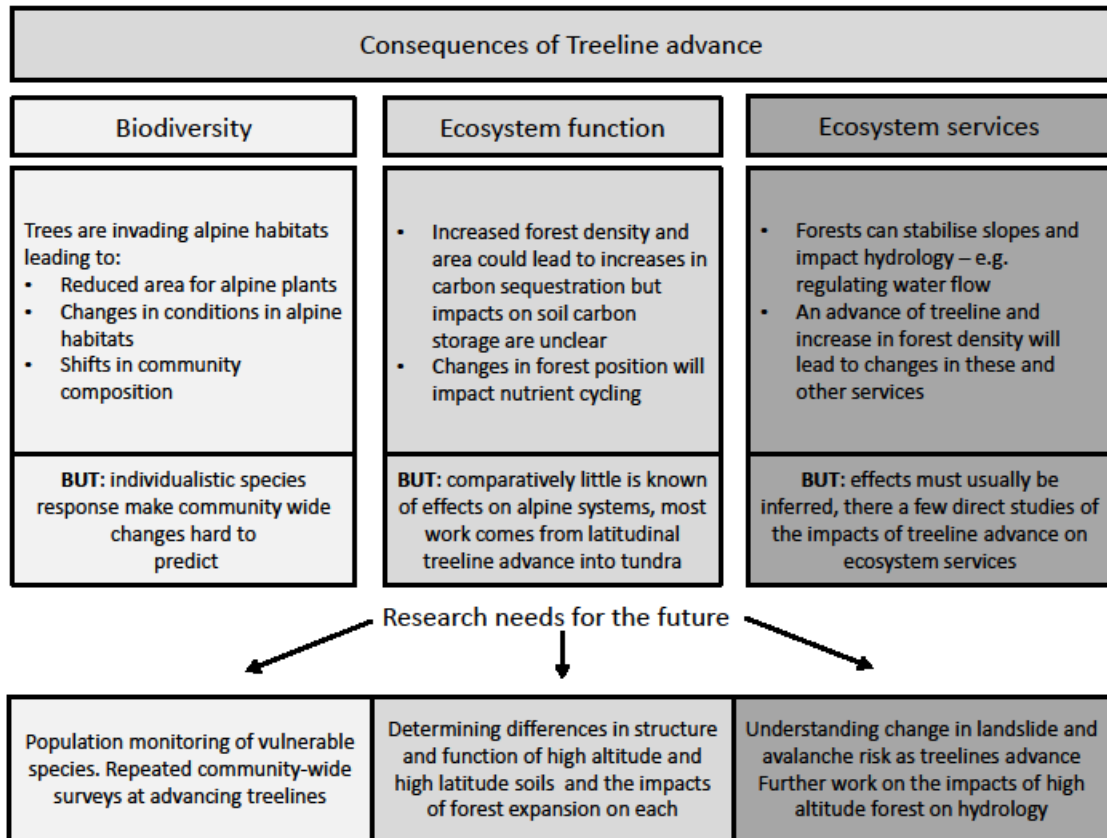 Consequences of Treeline advance
Biodiversity
Trees are invading alpine habitats
leading to:
• Reduced area for alpine plants
• Changes in conditions in alpine
habitats
• Shifts in community
composition
BUT: individualistic species
response make community wide
changes hard to
predict
Ecosystem function
• Increased forest density and
area could lead to increases in
carbon sequestration but
impacts on soil carbon
storage are unclear
• Changes in forest position will
impact nutrient cycling
BUT: comparatively little is known
of effects on alpine systems, most
work comes from latitudinal
treeline advance into tundra
Ecosystem services
• Forests can stabilise slopes and
impact hydrology – e.g.
regulating water flow
• An advance of treeline and
increase in forest density will
lead to changes in these and
other services
BUT: effects must usually be
inferred, there a few direct studies of
the impacts of treeline advance on
ecosystem services
Research needs for the future
Population monitoring of vulnerable
species. Repeated community-wide
surveys at advancing treelines
Determining differences in structure
and function of high altitude and
high latitude soils and the impacts
of forest expansion on each
Understanding change in landslide and
avalanche risk as treelines advance
Further work on the impacts of high
altitude forest on hydrology